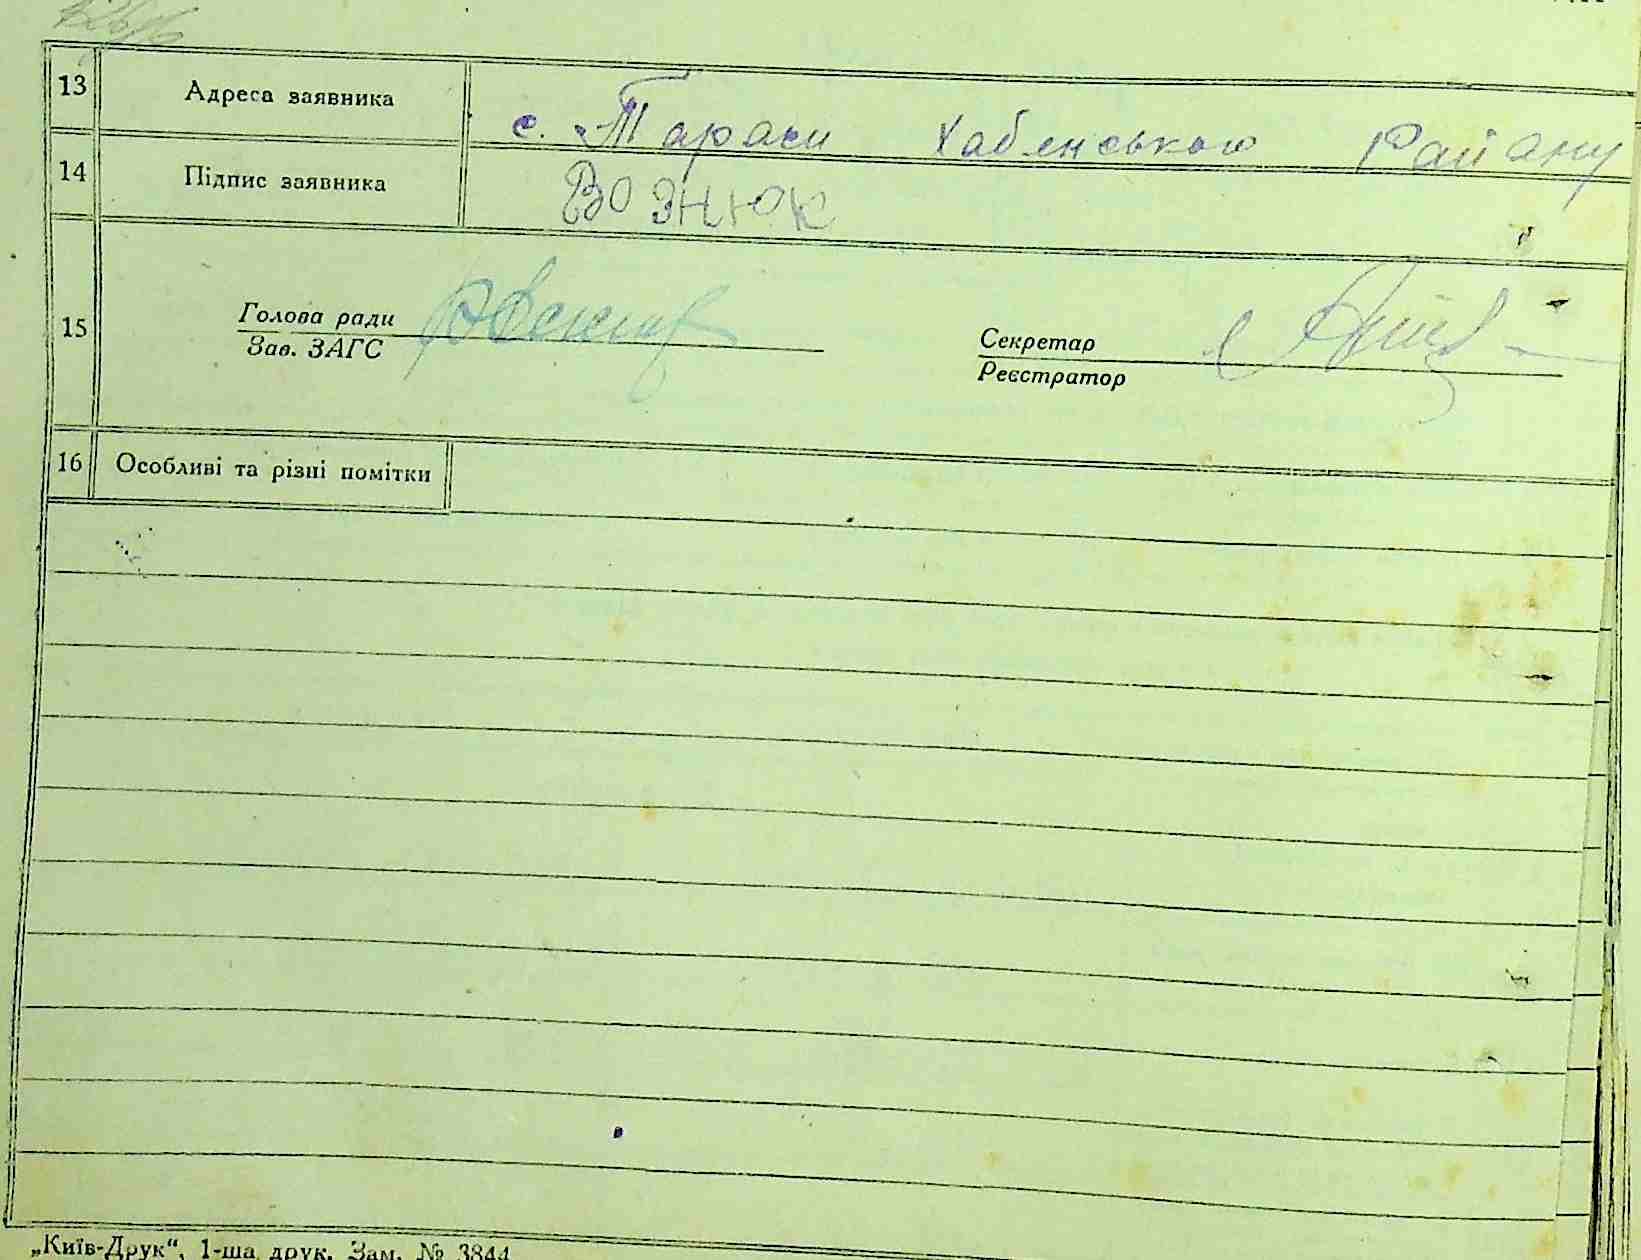 13 Адреса заявника с. Тараси Хабенського Району
14 Підпис заявника Вознюк
15
Голова ради
Зав. ЗАГС
Секретар
Реєстратор
16 Особливі та різні помітки
„Київ-Друк“, 1-ша друк. Зам. № 3844